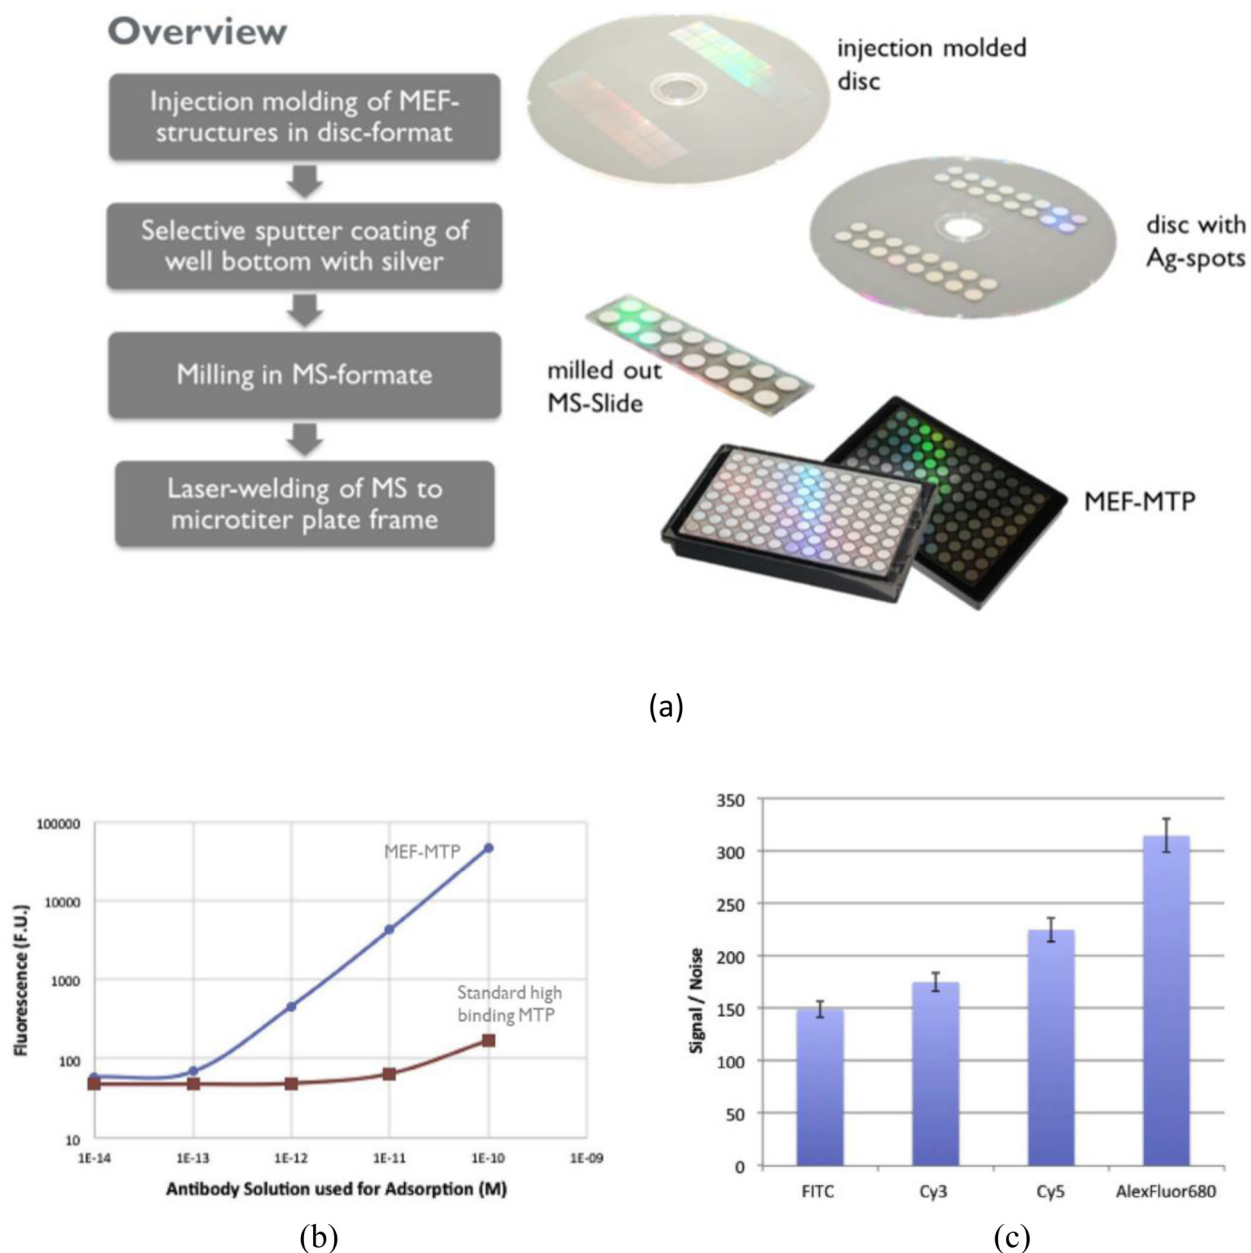 Overview
Injection molding of MEF-
structures in disc-format
Selective sputter coating of
well bottom with silver
Milling in MS-formate
Laser-welding of MS to
microtiter plate frame
injection molded
disc
disc with
Ag-spots
milled out
MS-Slide
MEF-MTP
(a)
Fluorescence (F.U.)
100000
10000
1000
100
10
MEF-MTP
Standard high
binding MTP
1E-14 1E-13 1E-12 1E-11 1E-10 1E-09
Antibody Solution used for Adsorption (M)
(b)
Signal / Noise
350
300
250
200
150
100
50
0
FITC Cy3 Cy5 AlexFluor680
(c)